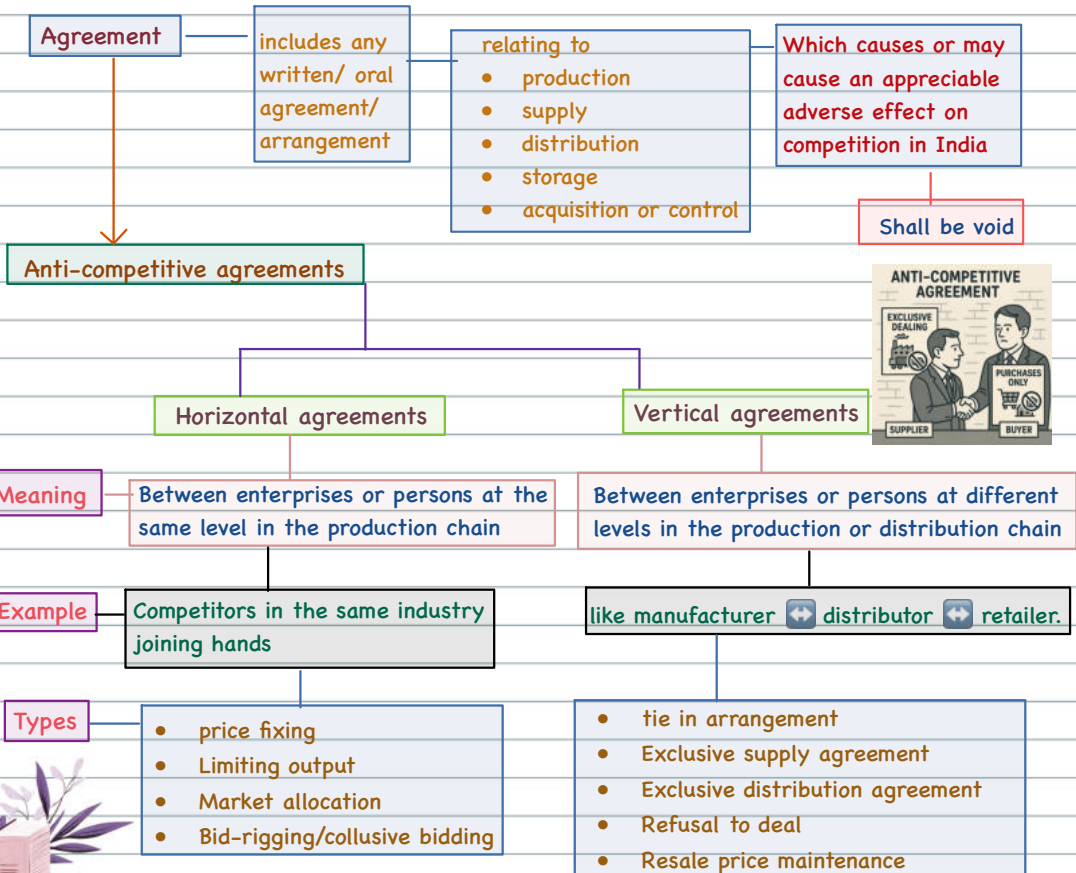 Agreement
includes any
written/ oral
agreement/
arrangement
relating to
• production
• supply
• distribution
• storage
• acquisition or control
Which causes or may
cause an appreciable
adverse effect on
competition in India
Shall be void
Anti-competitive agreements
ANTI-COMPETITIVE
AGREEMENT
EXCLUSIVE
DEALING
PURCHASES
ONLY
SUPPLIER
BUYER
Horizontal agreements
Vertical agreements
Meaning
Between enterprises or persons at the
same level in the production chain
Between enterprises or persons at different
levels in the production or distribution chain
Example
Competitors in the same industry
joining hands
like manufacturer ↔️ distributor ↔️ retailer.
Types
• price fixing
• Limiting output
• Market allocation
• Bid-rigging/collusive bidding
• tie in arrangement
• Exclusive supply agreement
• Exclusive distribution agreement
• Refusal to deal
• Resale price maintenance